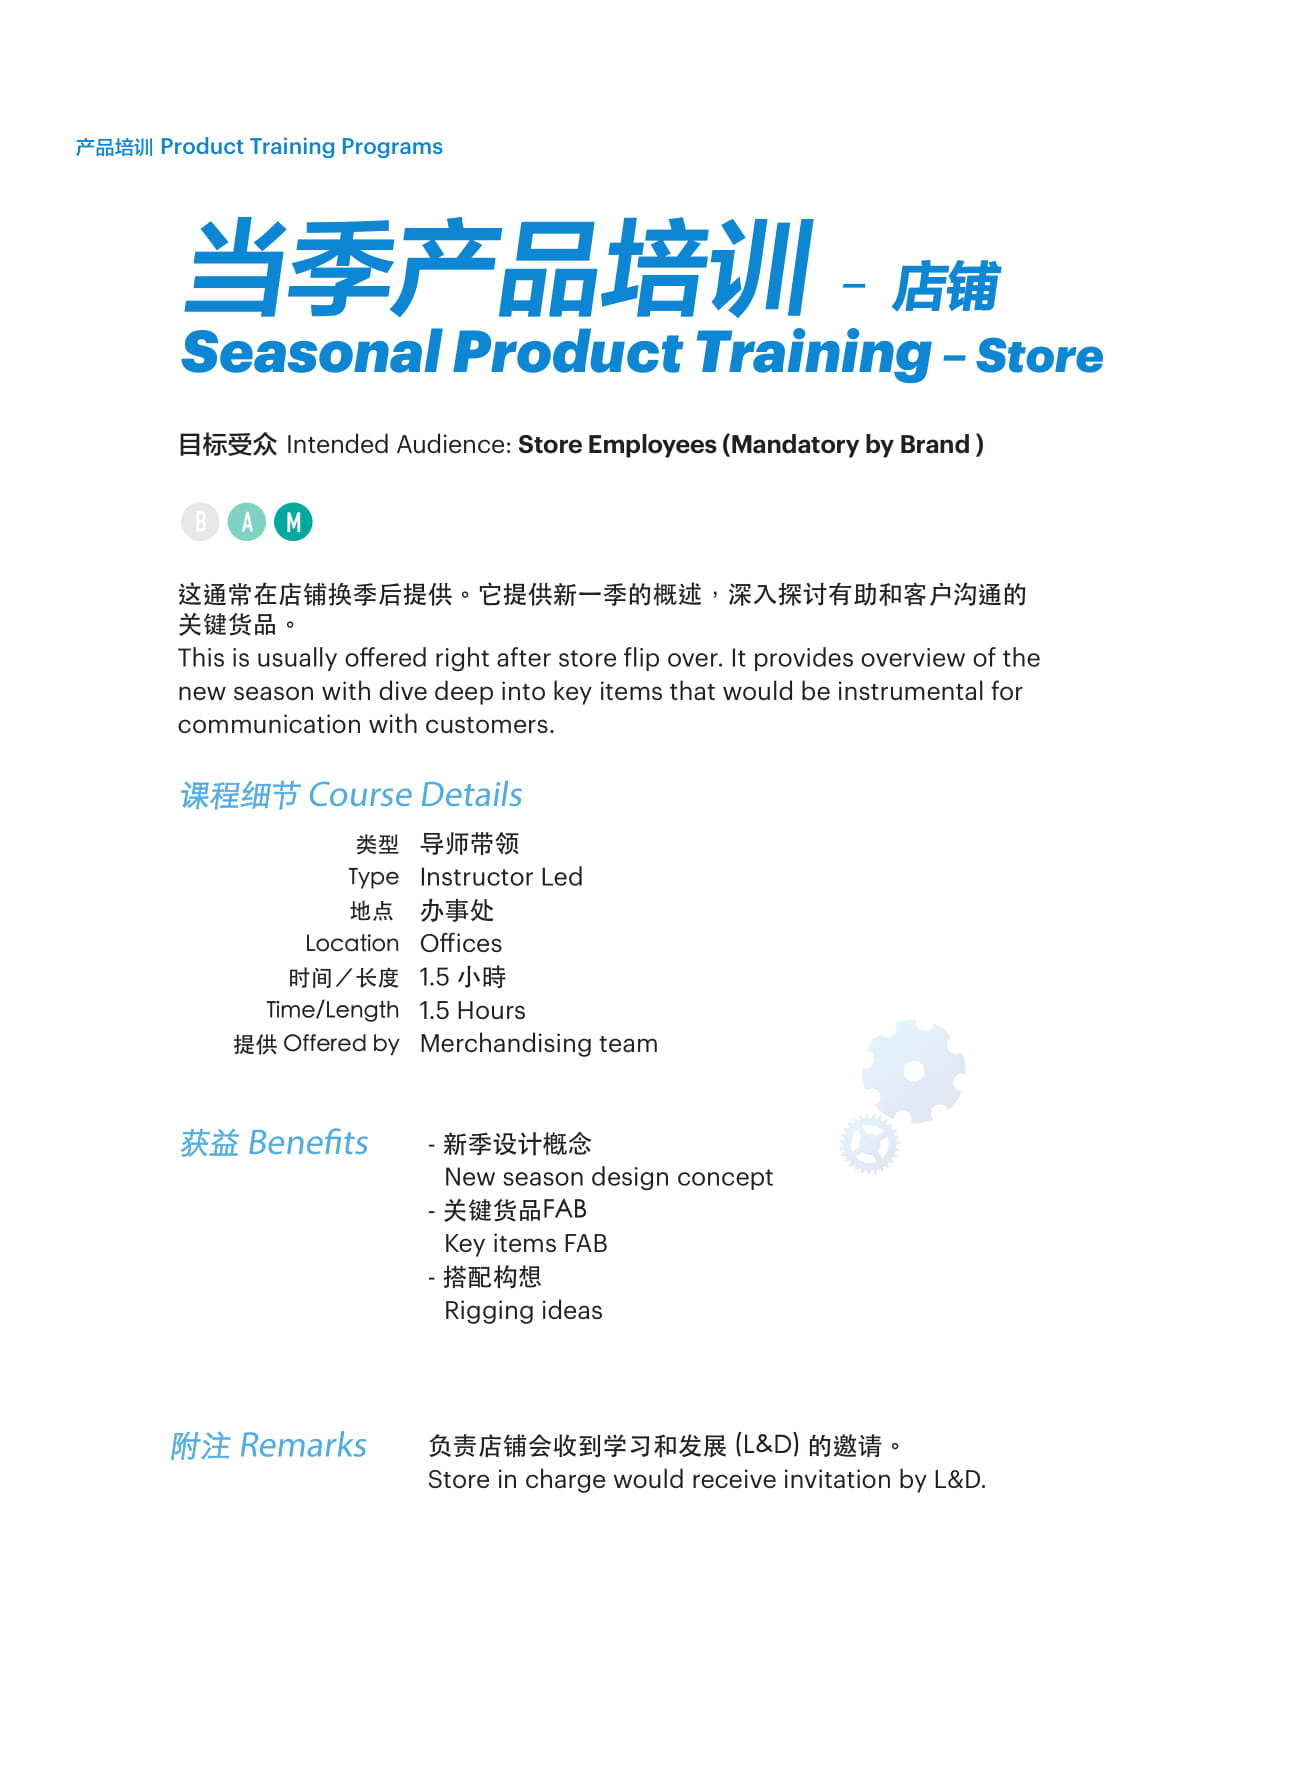 产品培训 Product Training Programs
当季产品培训 – 店铺
Seasonal Product Training – Store
目标受众 Intended Audience: Store Employees (Mandatory by Brand )
B A M
这通常在店铺换季后提供。它提供新一季的概述，深入探讨有助和客户沟通的
关键货品。
This is usually offered right after store flip over. It provides overview of the
new season with dive deep into key items that would be instrumental for
communication with customers.
课程细节 Course Details
类型 导师带领
Type Instructor Led
地点 办事处
Location Offices
时间／长度 1.5 小時
Time/Length 1.5 Hours
提供 Offered by Merchandising team
获益 Benefits - 新季设计概念
New season design concept
- 关键货品FAB
Key items FAB
- 搭配构想
Rigging ideas
附注 Remarks 负责店铺会收到学习和发展 (L&D) 的邀请。
Store in charge would receive invitation by L&D.